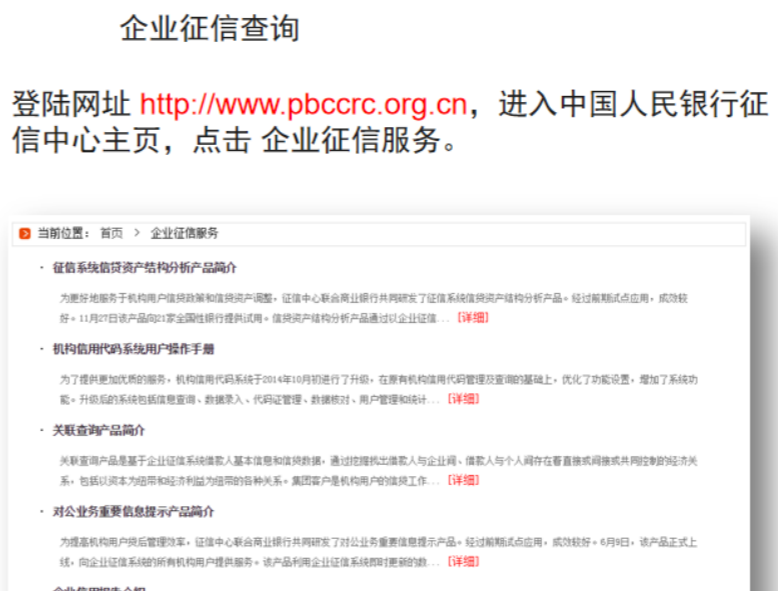 企业征信查询
登陆网址 http://www.pbccrc.org.cn，进入中国人民银行征
信中心主页，点击 企业征信服务。
当前位置： 首页 > 企业征信服务
· 征信系统信贷资产结构分析产品简介
为更好地服务于机构用户信贷政策和信贷资产调整，征信中心联合商业银行共同研发了征信系统信贷资产结构分析产品。经过前期试点应用，成效较
好。11月27日该产品向21家全国性银行提供试用。信贷资产结构分析产品通过以企业征信... [详细]
· 机构信用代码系统用户操作手册
为了提供更加优质的服务，机构信用代码系统于2014年10月初进行了升级，在原有机构信用代码管理及查询的基础上，优化了功能设置，增加了系统功
能。升级后的系统包括信息查询、数据录入、代码证管理、数据核对、用户管理和统计... [详细]
· 关联查询产品简介
关联查询产品是基于企业征信系统借款人基本信息和信贷数据，通过挖掘找出借款人与企业间、借款人与个人间存在着直接或间接或共同控制的经济关
系，包括以资本为纽带和经济利益为纽带的各种关系。集团客户是机构用户的信贷工作... [详细]
· 对公业务重要信息提示产品简介
为提高机构用户贷后管理效率，征信中心联合商业银行共同研发了对公业务重要信息提示产品。经过前期试点应用，成效较好。6月9日，该产品正式上
线，向企业征信系统的所有机构用户提供服务。该产品利用企业征信系统即时更新的数... [详细]